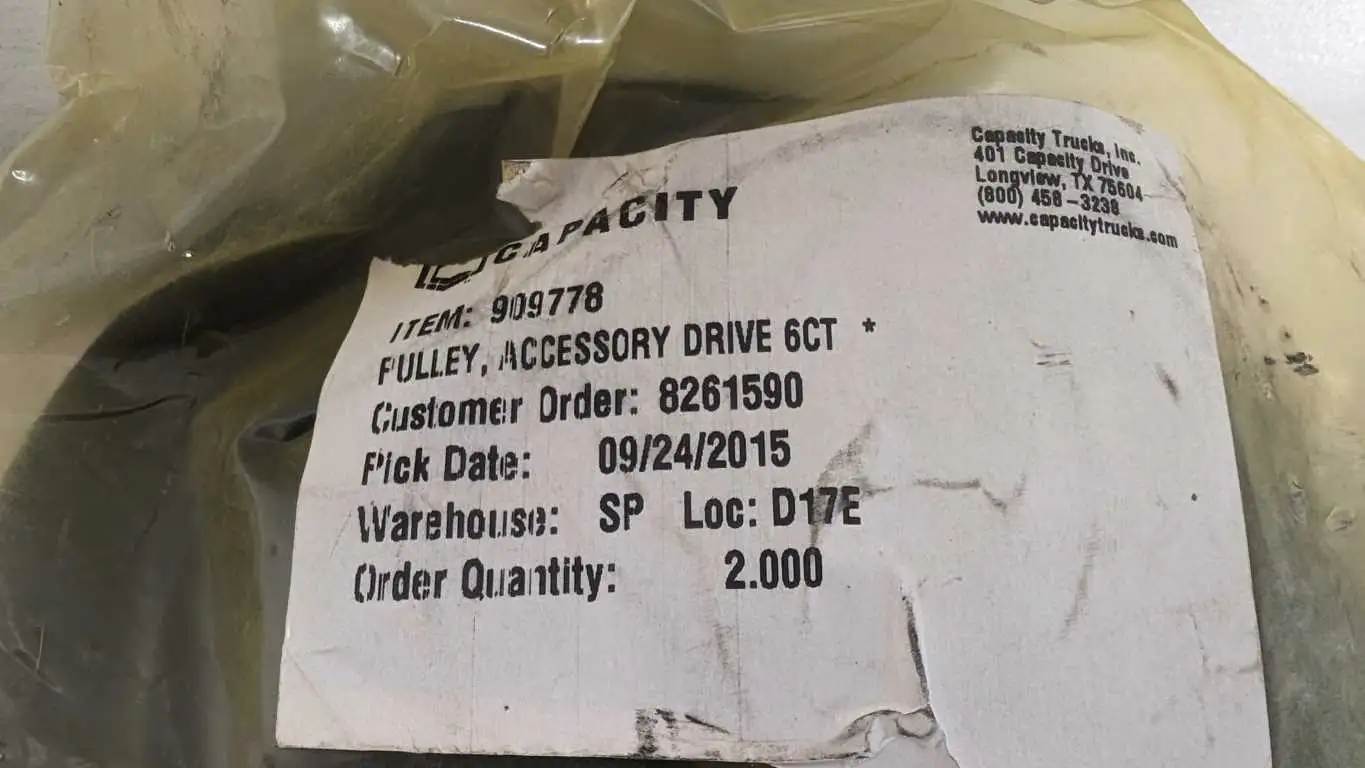 Capacity Trucks, Inc.
401 Capacity Drive
Longview, TX 75604
(800) 458-3238
www.capacitytrucks.com
CAPACITY
ITEM: 909778
PULLEY, ACCESSORY DRIVE 6CT *
Customer Order: 8261590
Pick Date: 09/24/2015
Warehouse: SP Loc: D17E
Order Quantity: 2.000